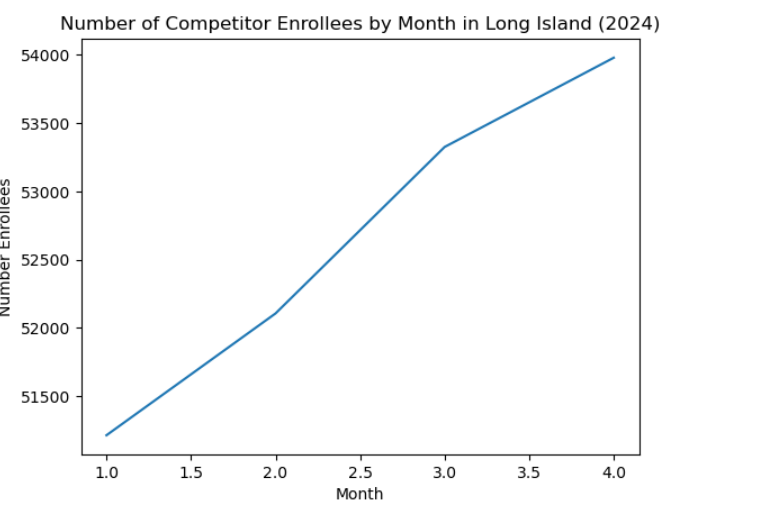 Number of Competitor Enrollees by Month in Long Island (2024)
54000
53500
53000
52500
52000
51500
Number Enrollees
1.0 1.5 2.0 2.5 3.0 3.5 4.0
Month